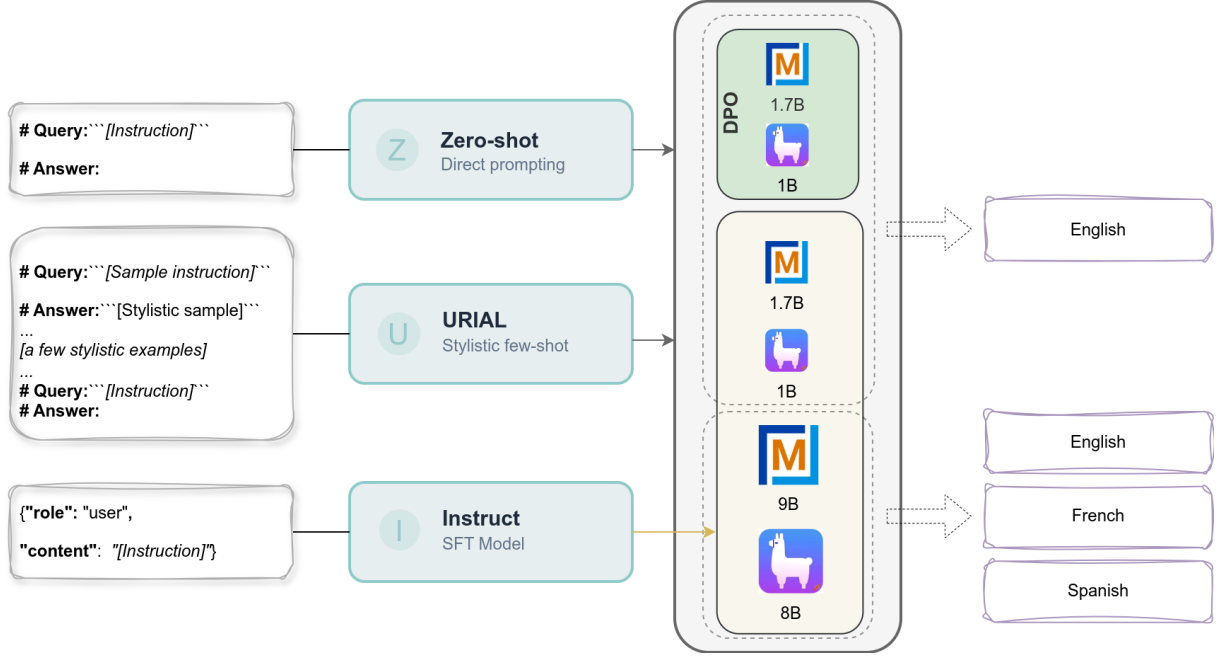 # Query:```[Instruction]```
# Answer:
Z
Zero-shot
Direct prompting
# Query:```[Sample instruction]```
# Answer:```[Stylistic sample]```
...
[a few stylistic examples]
...
# Query:```[Instruction]```
# Answer:
U
URIAL
Stylistic few-shot
{"role": "user",
"content": "[Instruction]"}
I
Instruct
SFT Model
DPO
M
1.7B
1B
M
1.7B
1B
M
9B
8B
English
English
French
Spanish